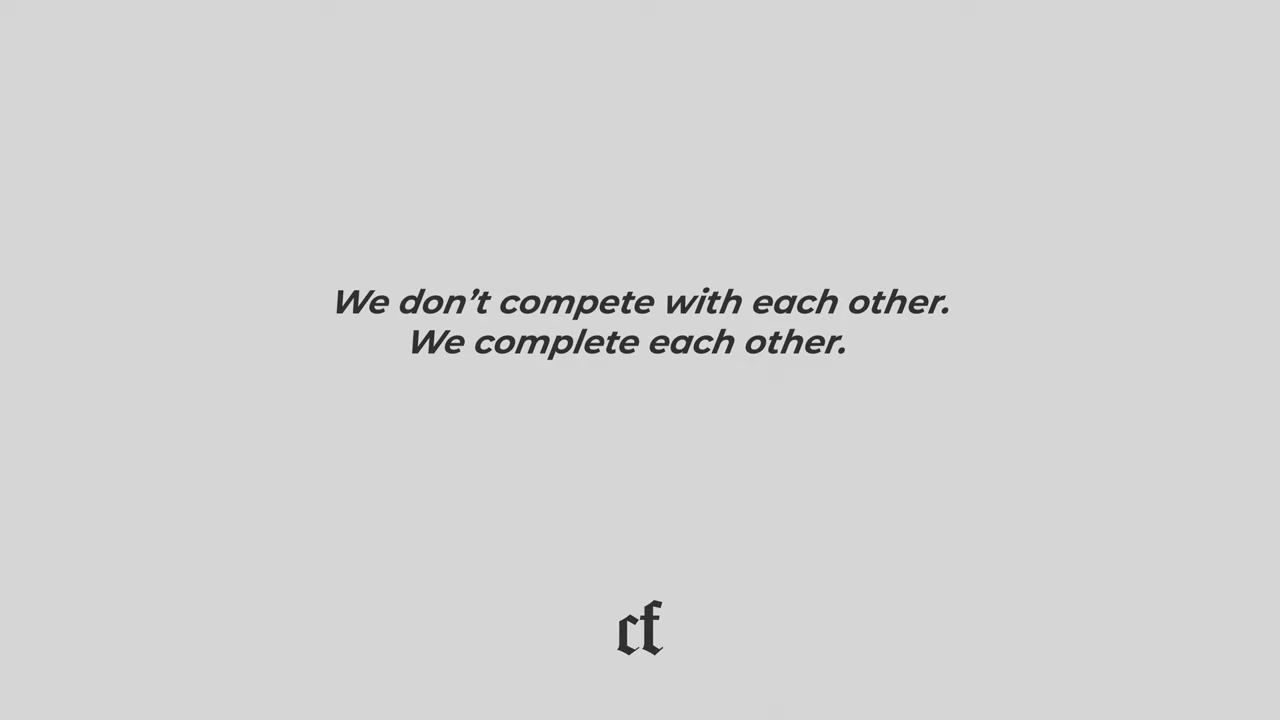 We don’t compete with each other.
We complete each other.
cf